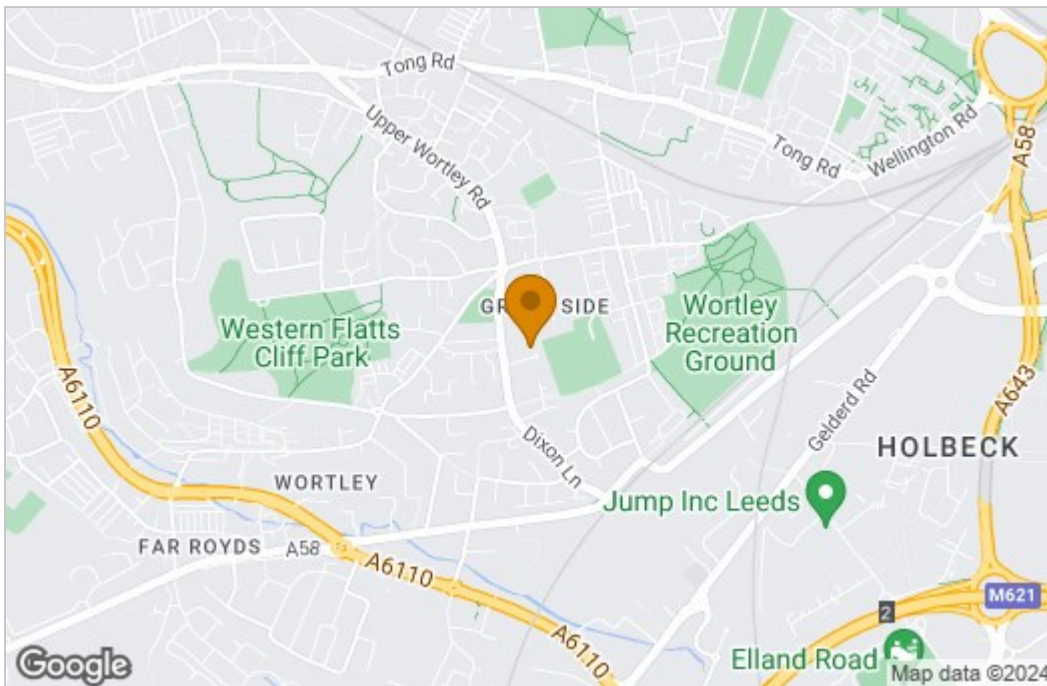 Tong Rd
Upper Wortley Rd
Tong Rd
Wellington Rd
A58
GR
SIDE
Western Flatts
Cliff Park
Wortley
Recreation
Ground
A6110
A643
Gelderd Rd
Dixon Ln
HOLBECK
WORTLEY
Jump Inc Leeds
FAR ROYDS
A58
A6110
M621
2
A6110
Elland Road
Google
Map data ©2024